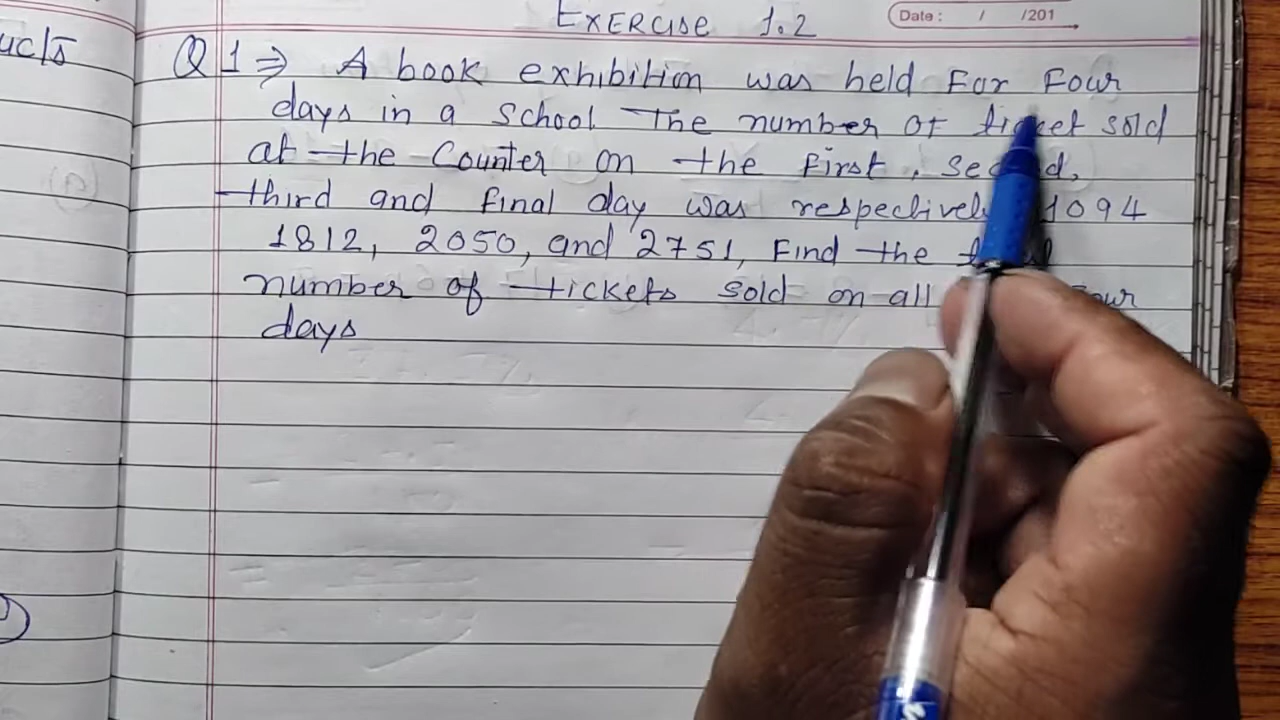 EXERCISE 1.2
Date : / /201
Q 1 ⇒ A book exhibition was held For Four
days in a School The number of ticket sold
at the Counter on the first, Second,
third and final day was respectively 1094
1812, 2050, and 2751, Find the total
number of tickets sold on all Four
days